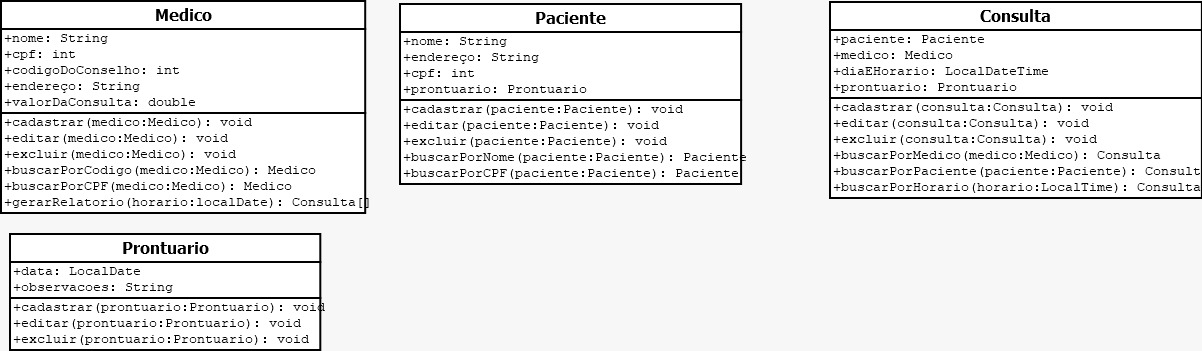 Medico
+nome: String
+cpf: int
+codigoDoConselho: int
+endereço: String
+valorDaConsulta: double
+cadastrar(medico:Medico): void
+editar(medico:Medico): void
+excluir(medico:Medico): void
+buscarPorCodigo(medico:Medico): Medico
+buscarPorCPF(medico:Medico): Medico
+gerarRelatorio(horario:localDate): Consulta[]
Paciente
+nome: String
+endereço: String
+cpf: int
+prontuario: Prontuario
+cadastrar(paciente:Paciente): void
+editar(paciente:Paciente): void
+excluir(paciente:Paciente): void
+buscarPorNome(paciente:Paciente): Paciente
+buscarPorCPF(paciente:Paciente): Paciente
Consulta
+paciente: Paciente
+medico: Medico
+diaEHorario: LocalDateTime
+prontuario: Prontuario
+cadastrar(consulta:Consulta): void
+editar(consulta:Consulta): void
+excluir(consulta:Consulta): void
+buscarPorMedico(medico:Medico): Consulta
+buscarPorPaciente(paciente:Paciente): Consult
+buscarPorHorario(horario:LocalTime): Consulta
Prontuario
+data: LocalDate
+observacoes: String
+cadastrar(prontuario:Prontuario): void
+editar(prontuario:Prontuario): void
+excluir(prontuario:Prontuario): void